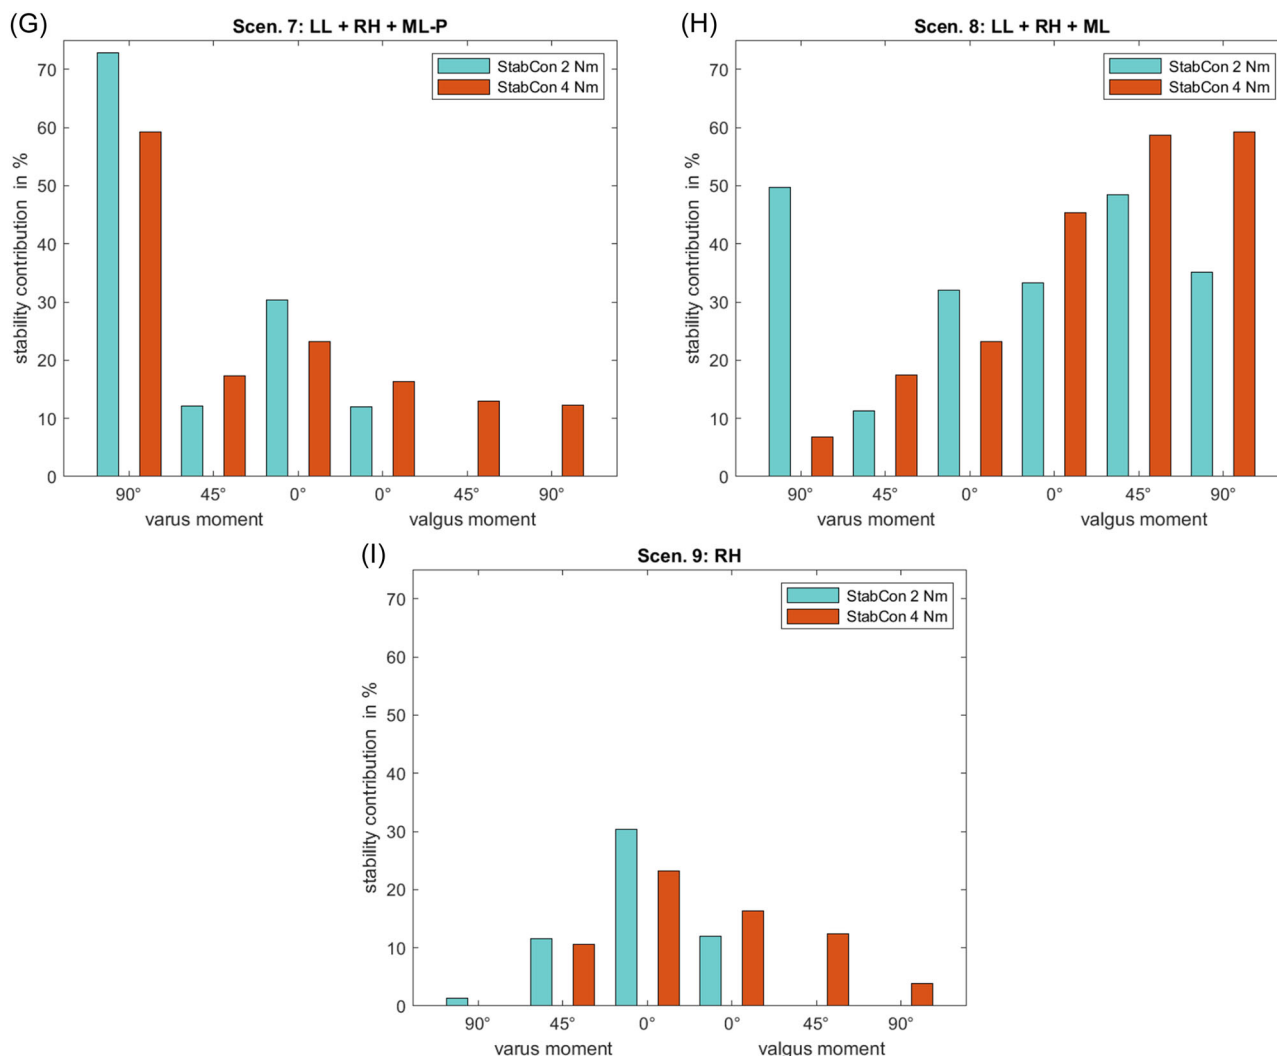 (G)
Scen. 7: LL + RH + ML-P
StabCon 2 Nm
StabCon 4 Nm
stability contribution in %
70
60
50
40
30
20
10
0
90° 45° 0° 0° 45° 90°
varus moment valgus moment
(H)
Scen. 8: LL + RH + ML
StabCon 2 Nm
StabCon 4 Nm
stability contribution in %
70
60
50
40
30
20
10
0
90° 45° 0° 0° 45° 90°
varus moment valgus moment
(I)
Scen. 9: RH
StabCon 2 Nm
StabCon 4 Nm
stability contribution in %
70
60
50
40
30
20
10
0
90° 45° 0° 0° 45° 90°
varus moment valgus moment